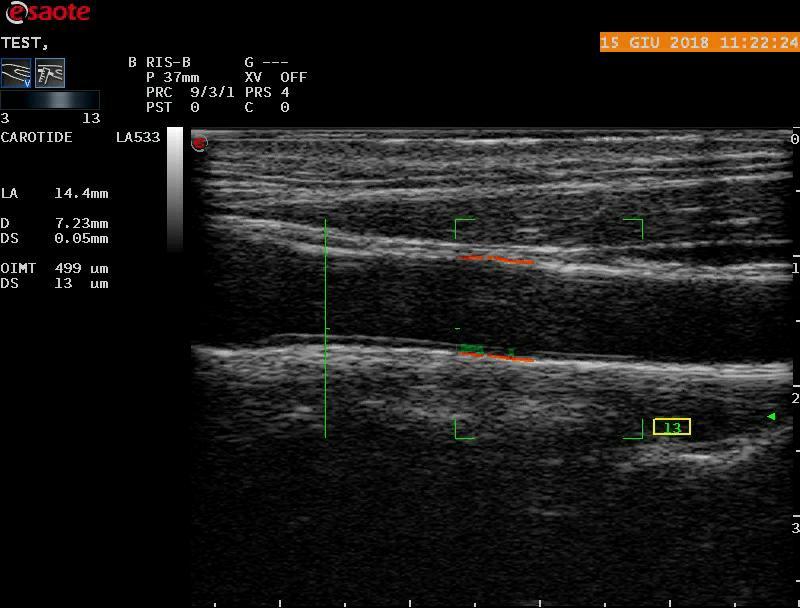 esaote
15 GIU 2018 11:22:24
TEST,
B RIS-B G ---
P 37mm XV OFF
PRC 9/3/1 PRS 4
PST 0 C 0
3 13
CAROTIDE LA533
0
LA 14.4mm
D 7.23mm
DS 0.05mm
OIMT 499 um
DS 13 um
1
2
13
3